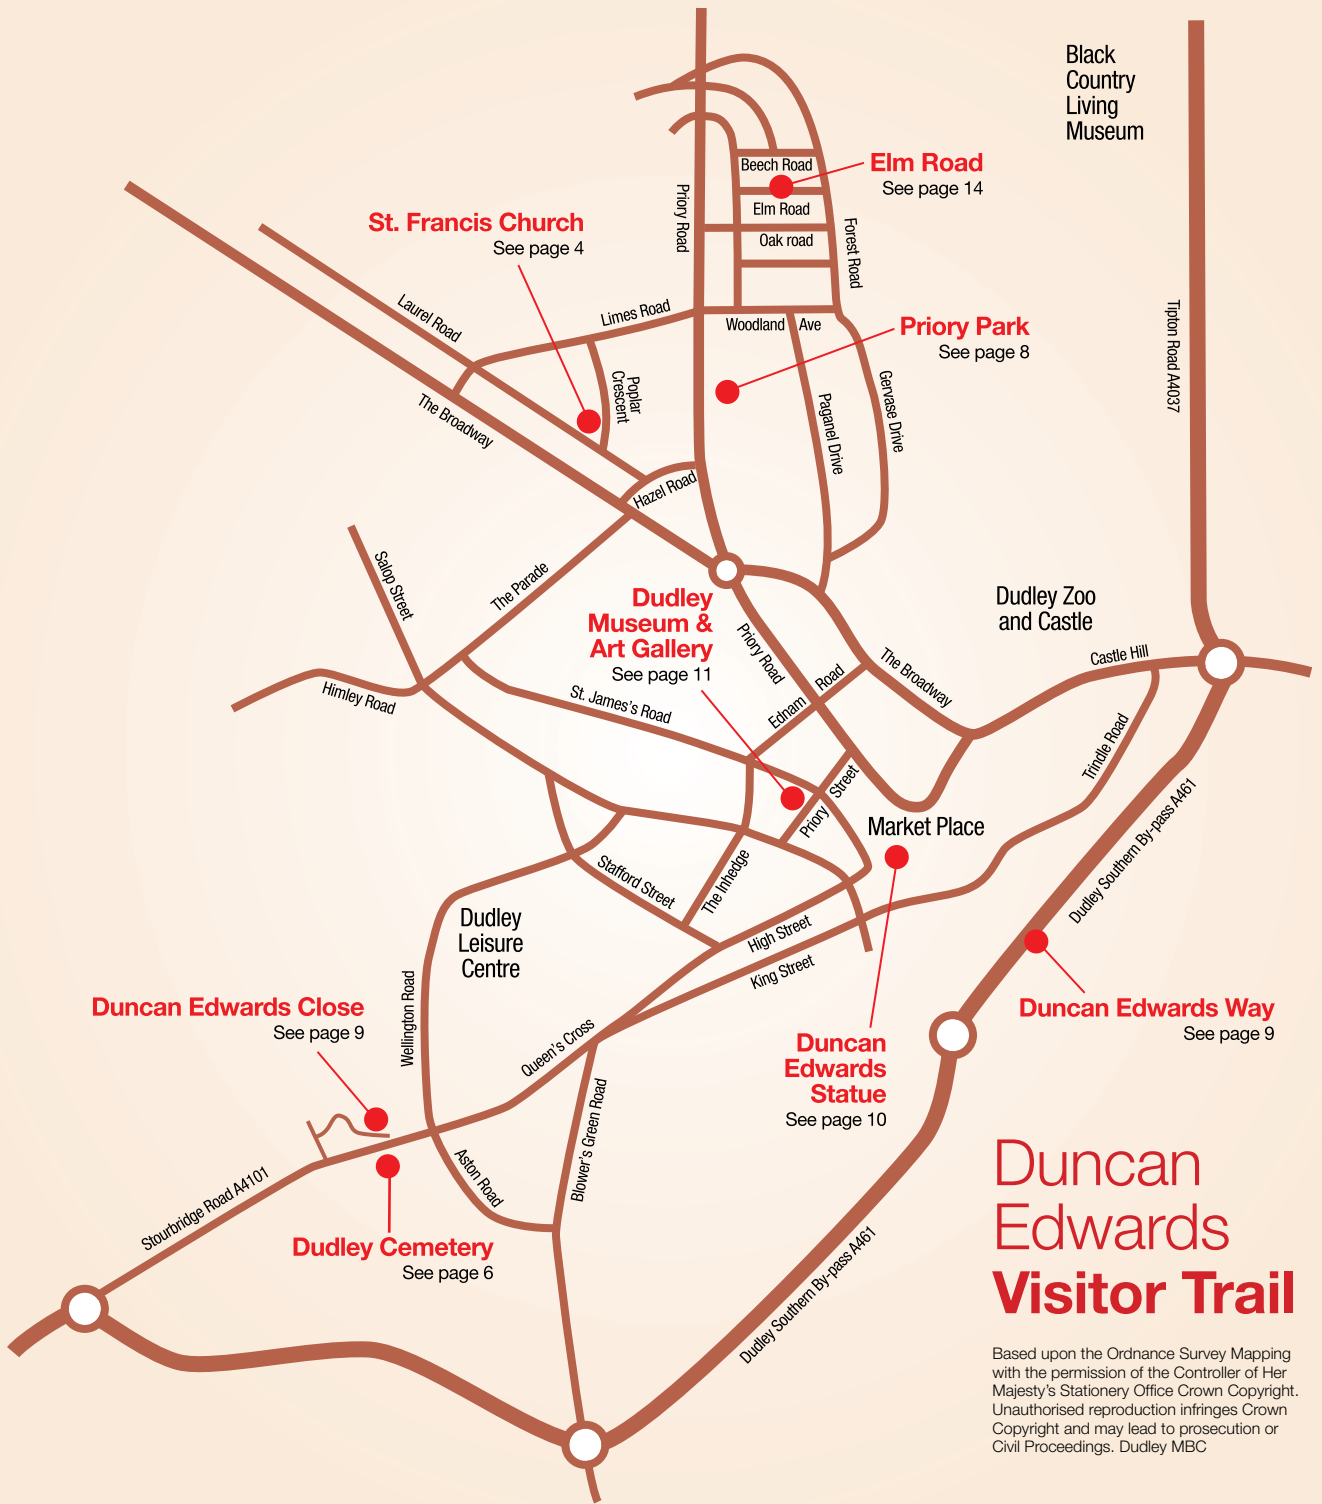 Black
Country
Living
Museum
Beech Road
Elm Road
See page 14
Priory Road
St. Francis Church
See page 4
Elm Road
Oak road
Forest Road
Laurel Road
Limes Road
Woodland Ave
Priory Park
See page 8
Tipton Road A4037
Poplar
Crescent
The Broadway
Paganel Drive
Gervase Drive
Hazel Road
Salop Street
The Parade
Dudley
Museum &
Art Gallery
See page 11
Dudley Zoo
and Castle
Priory Road
Castle Hill
The Broadway
Himley Road
St. James's Road
Ednam Road
Trindle Road
Priory Street
Market Place
Dudley Southern By-pass A461
Stafford Street
The Inhedge
Dudley
Leisure
Centre
High Street
King Street
Wellington Road
Duncan Edwards Close
See page 9
Duncan Edwards Way
See page 9
Queen's Cross
Duncan
Edwards
Statue
See page 10
Blower's Green Road
Aston Road
Stourbridge Road A4101
Dudley Cemetery
See page 6
Dudley Southern By-pass A461
Duncan
Edwards
Visitor Trail
Based upon the Ordnance Survey Mapping
with the permission of the Controller of Her
Majesty's Stationery Office Crown Copyright.
Unauthorised reproduction infringes Crown
Copyright and may lead to prosecution or
Civil Proceedings. Dudley MBC